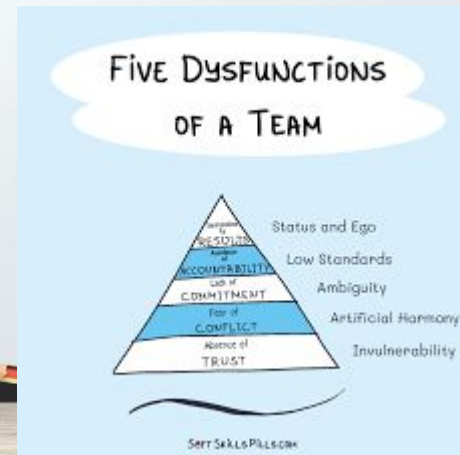 FIVE DYSFUNCTIONS
OF A TEAM
RESULTS
Status and Ego
Avoidance
of
ACCOUNTABILITY
Low Standards
Lack of
COMMITMENT
Ambiguity
Fear of
CONFLICT
Artificial Harmony
Absence of
TRUST
Invulnerability
SOFTSKILLSPILLS.COM